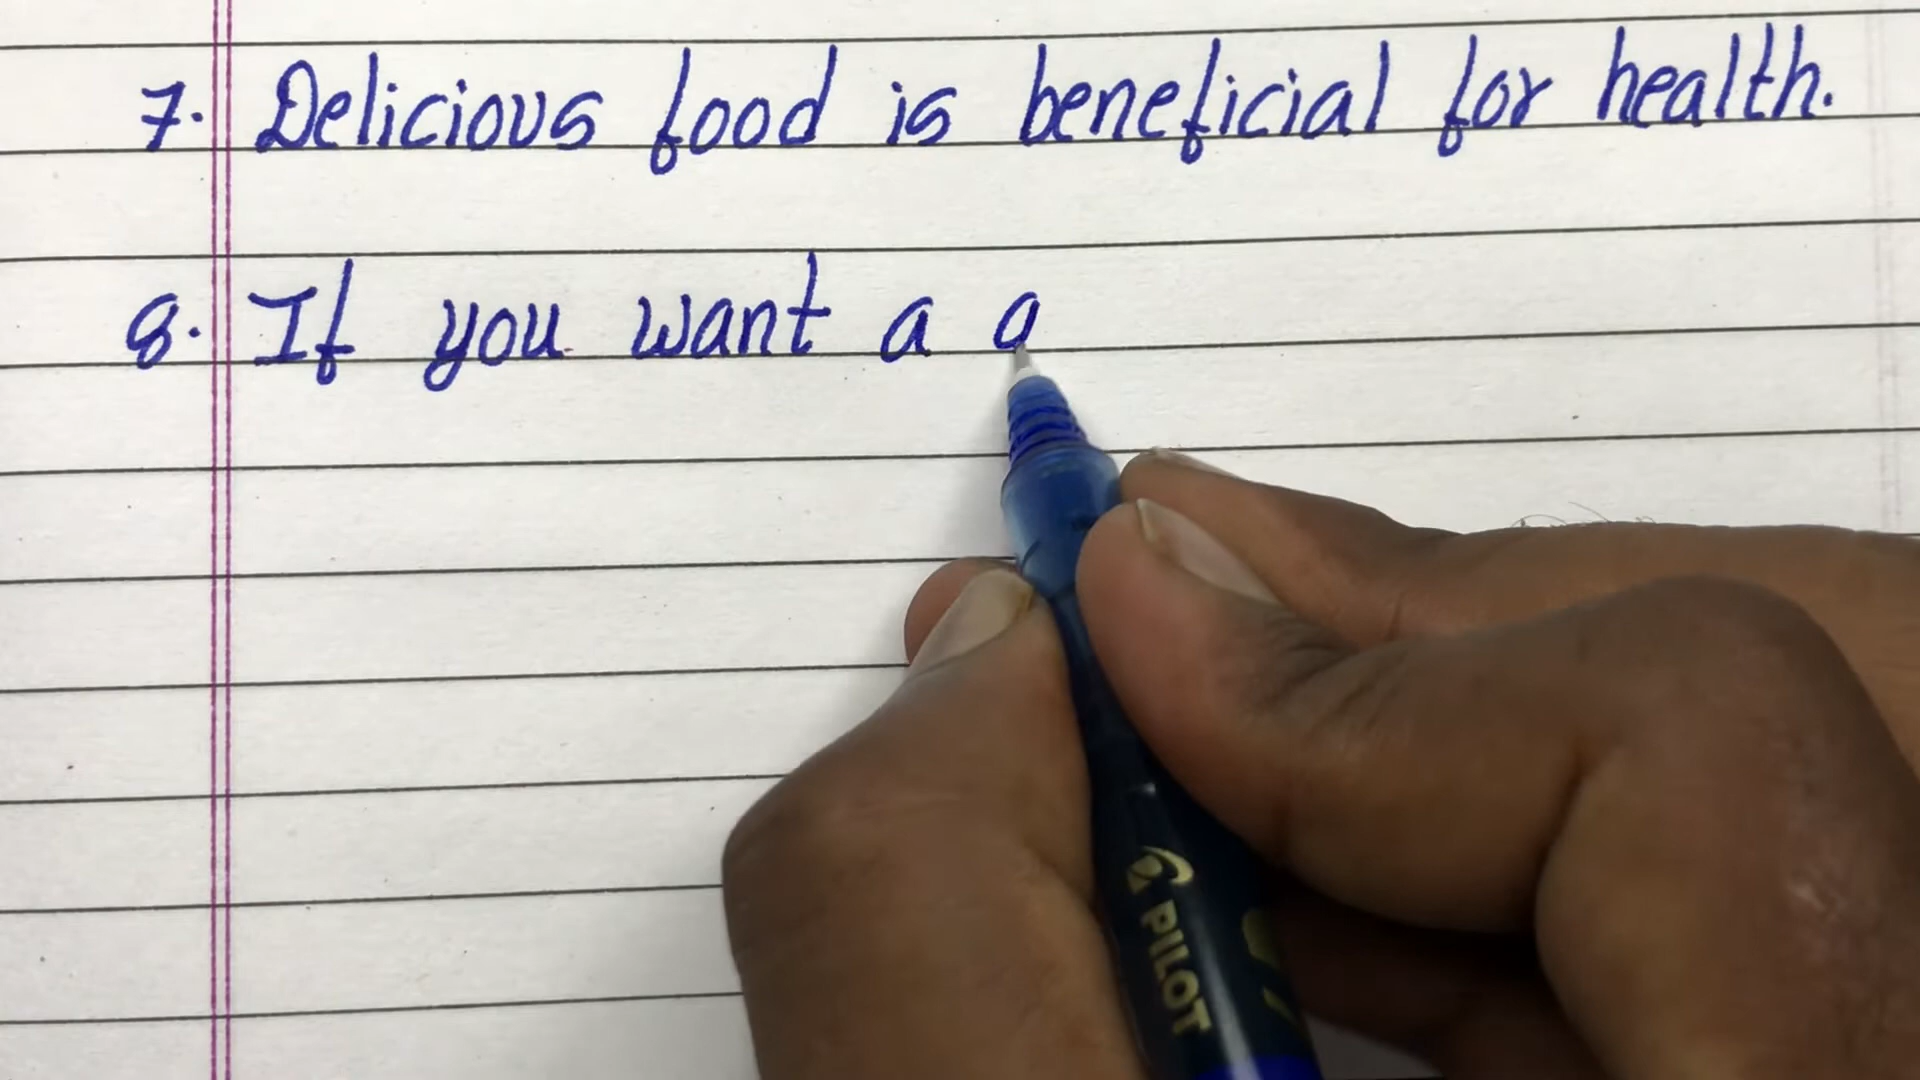 7. Delicious food is beneficial for health.
8. If you want a
PILOT